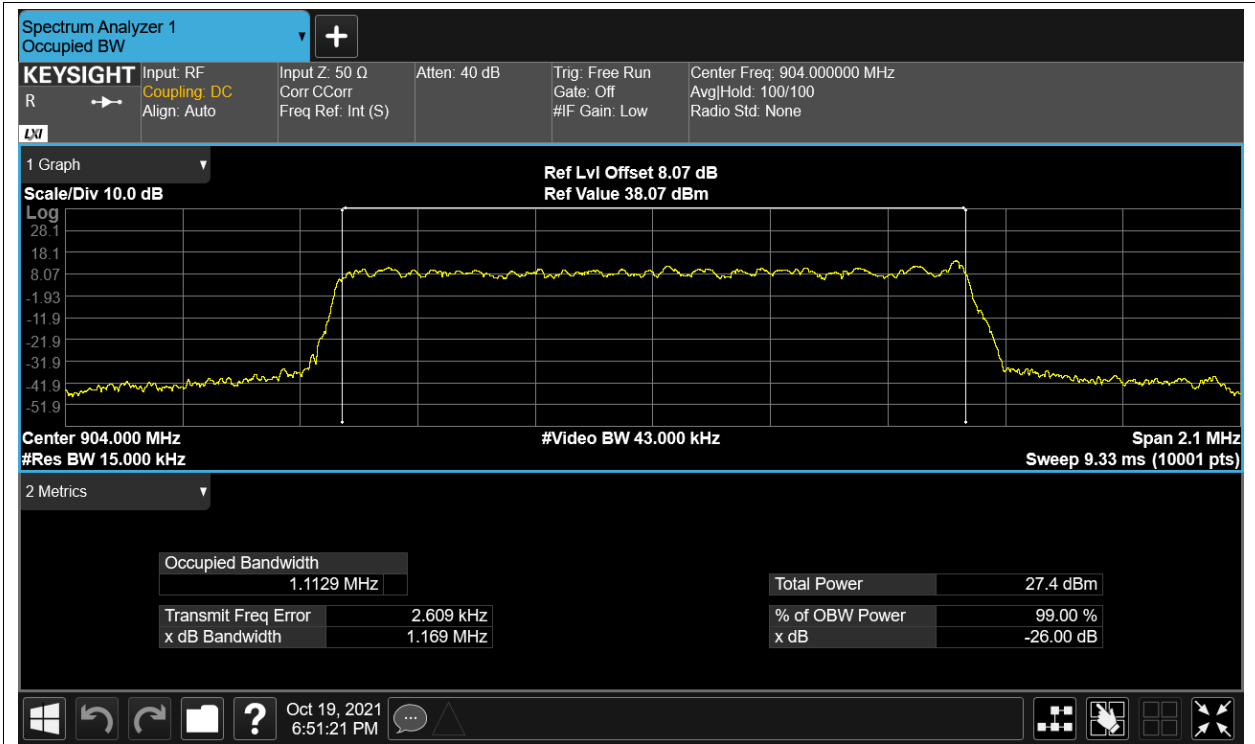 Spectrum Analyzer 1
Occupied BW
▼
+
KEYSIGHT
R
LXI
Input: RF
Coupling: DC
Align: Auto
Input Z: 50 Ω
Corr CCorr
Freq Ref: Int (S)
Atten: 40 dB
Trig: Free Run
Gate: Off
#IF Gain: Low
Center Freq: 904.000000 MHz
Avg|Hold: 100/100
Radio Std: None
1 Graph ▼
Scale/Div 10.0 dB
Ref Lvl Offset 8.07 dB
Ref Value 38.07 dBm
Log
28.1
18.1
8.07
-1.93
-11.9
-21.9
-31.9
-41.9
-51.9
Center 904.000 MHz #Video BW 43.000 kHz Span 2.1 MHz
#Res BW 15.000 kHz Sweep 9.33 ms (10001 pts)
2 Metrics ▼
Occupied Bandwidth
1.1129 MHz
Transmit Freq Error 2.609 kHz
x dB Bandwidth 1.169 MHz
Total Power 27.4 dBm
% of OBW Power 99.00 %
x dB -26.00 dB
?
Oct 19, 2021
6:51:21 PM
...